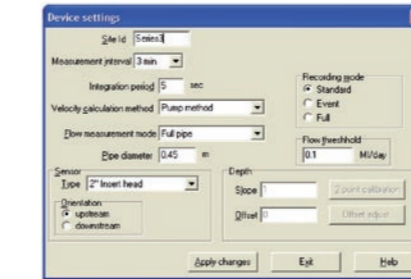 Device settings
Site Id Series3
Measurement interval 3 min
Integration period 5 sec
Velocity calculation method Pump method
Flow measurement mode Full pipe
Pipe diameter 0.45 m
Recording mode
Standard
Event
Full
Flow threshhold
0.1 Ml/day
Sensor
Type 2" Insert head
Orientation
upstream
downstream
Depth
Slope 1 2 point calibration
Offset 0 Offset adjust
Apply changes Exit Help